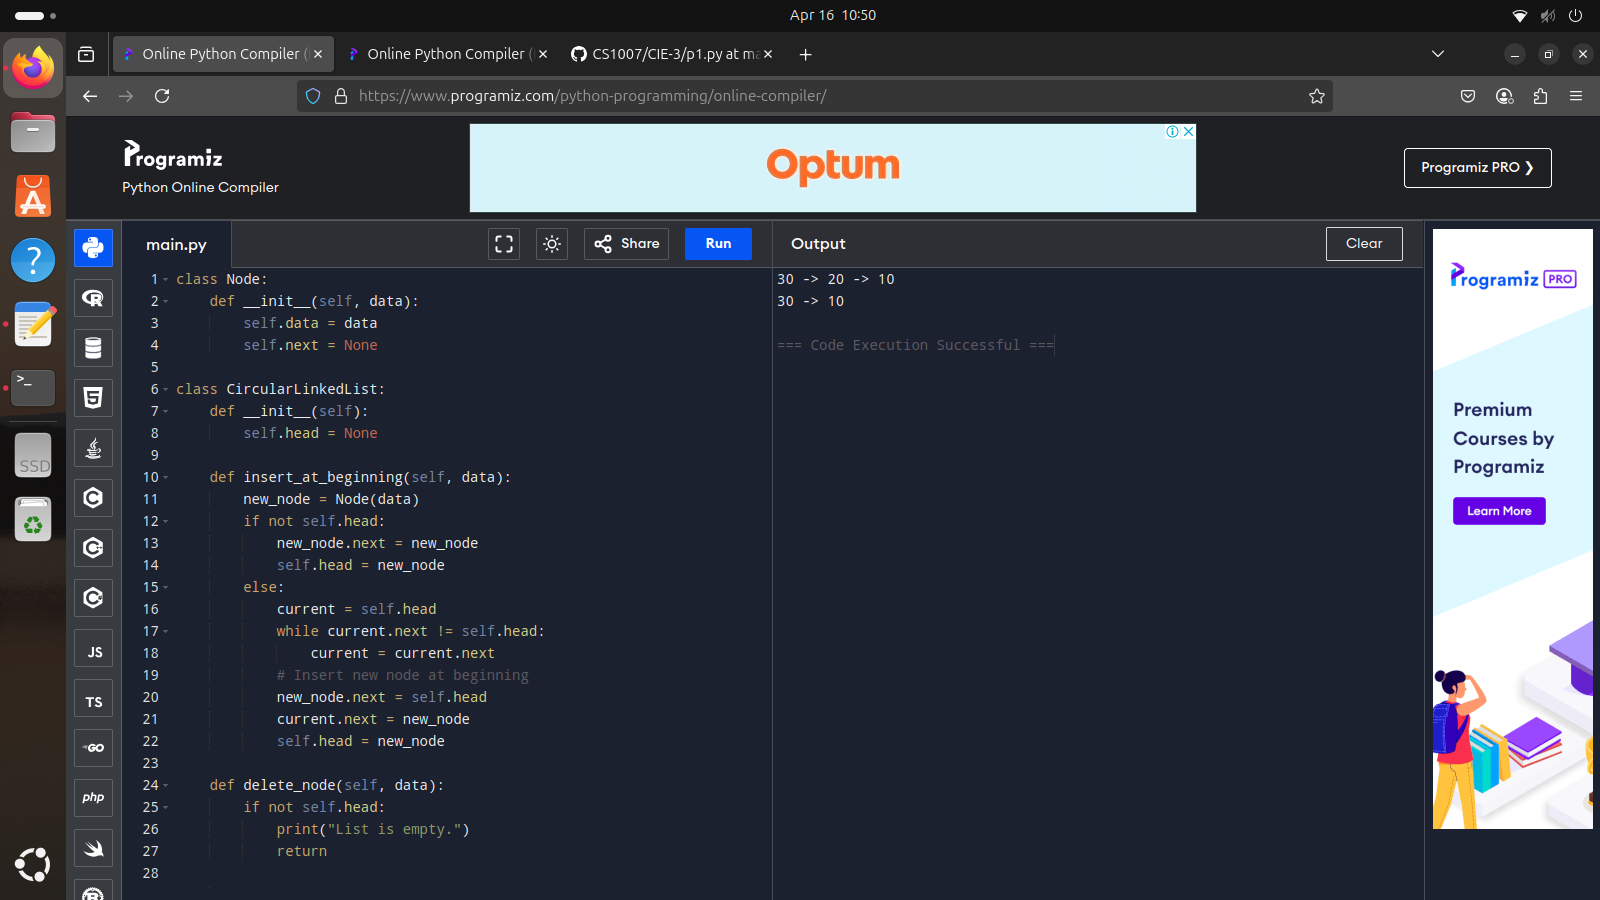 Apr 16 10:50
Online Python Compiler (
Online Python Compiler (
CS1007/CIE-3/p1.py at ma
https://www.programiz.com/python-programming/online-compiler/
Programiz
Python Online Compiler
Optum
Programiz PRO ❯
main.py
Share
Run
Output
Clear
1 class Node:
2     def __init__(self, data):
3         self.data = data
4         self.next = None
5
6 class CircularLinkedList:
7     def __init__(self):
8         self.head = None
9
10     def insert_at_beginning(self, data):
11         new_node = Node(data)
12         if not self.head:
13             new_node.next = new_node
14             self.head = new_node
15         else:
16             current = self.head
17             while current.next != self.head:
18                 current = current.next
19             # Insert new node at beginning
20             new_node.next = self.head
21             current.next = new_node
22             self.head = new_node
23
24     def delete_node(self, data):
25         if not self.head:
26             print("List is empty.")
27             return
28
30 -> 20 -> 10
30 -> 10
=== Code Execution Successful ===
Programiz PRO
Premium
Courses by
Programiz
Learn More
SSD
JS
TS
GO
php